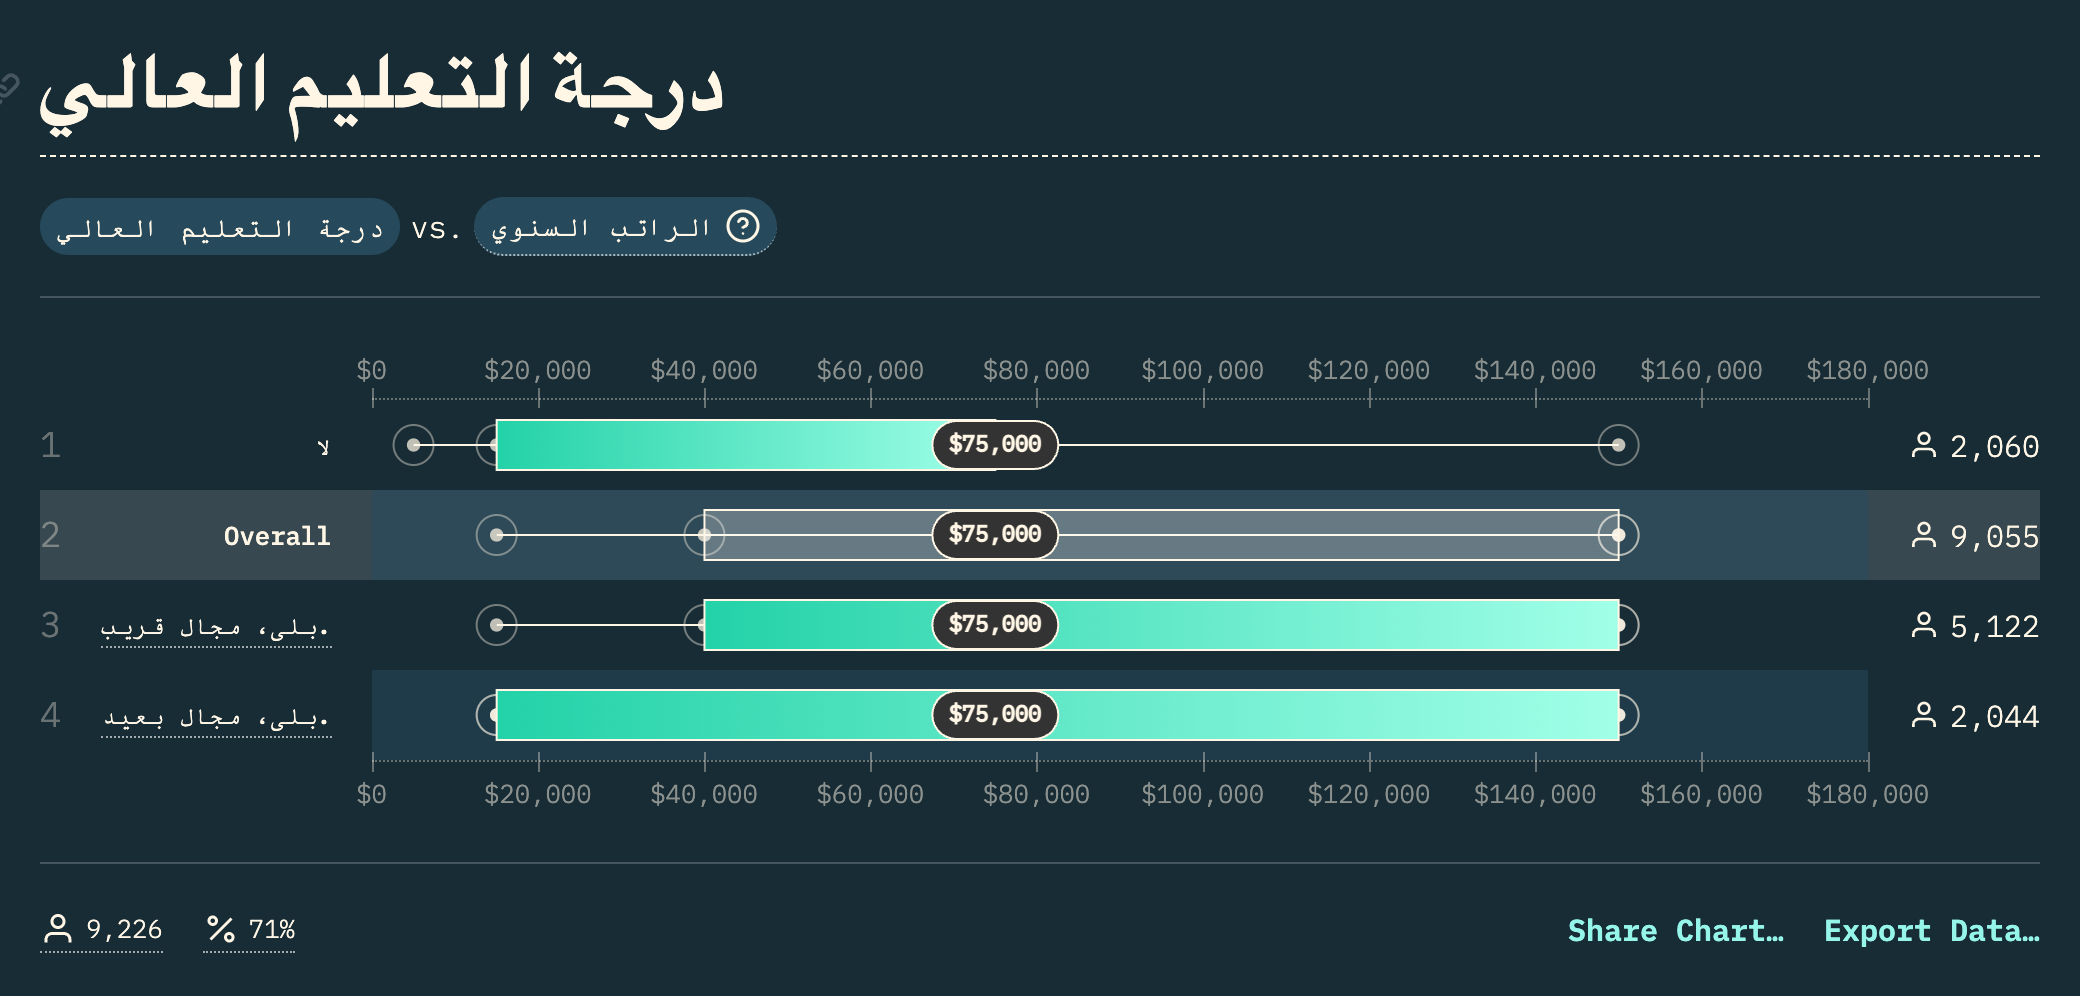 درجة التعليم العالي
درجة التعليم العالي vs. الراتب السنوي
$0 $20,000 $40,000 $60,000 $80,000 $100,000 $120,000 $140,000 $160,000 $180,000
1 لا $75,000 2,060
2 Overall $75,000 9,055
3 بلى، مجال قريب. $75,000 5,122
4 بلى، مجال بعيد. $75,000 2,044
$0 $20,000 $40,000 $60,000 $80,000 $100,000 $120,000 $140,000 $160,000 $180,000
9,226 % 71% Share Chart… Export Data…